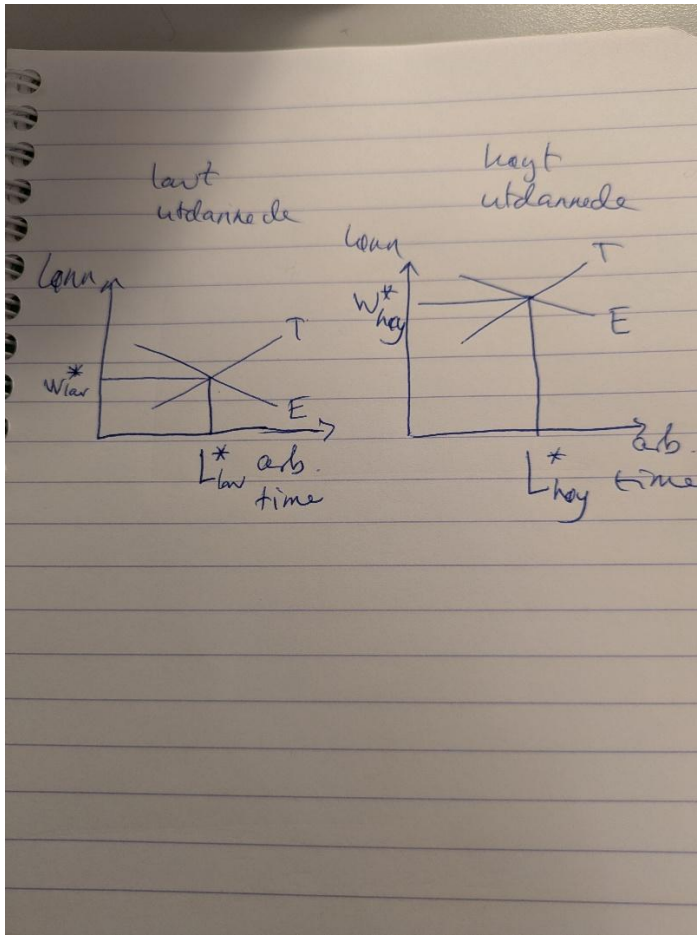 lavt
utdannede
Lønn
T
W*lav
E
L*lav arb.
time
høyt
utdannede
Lønn
T
W*høy
E
arb.
L*høy time